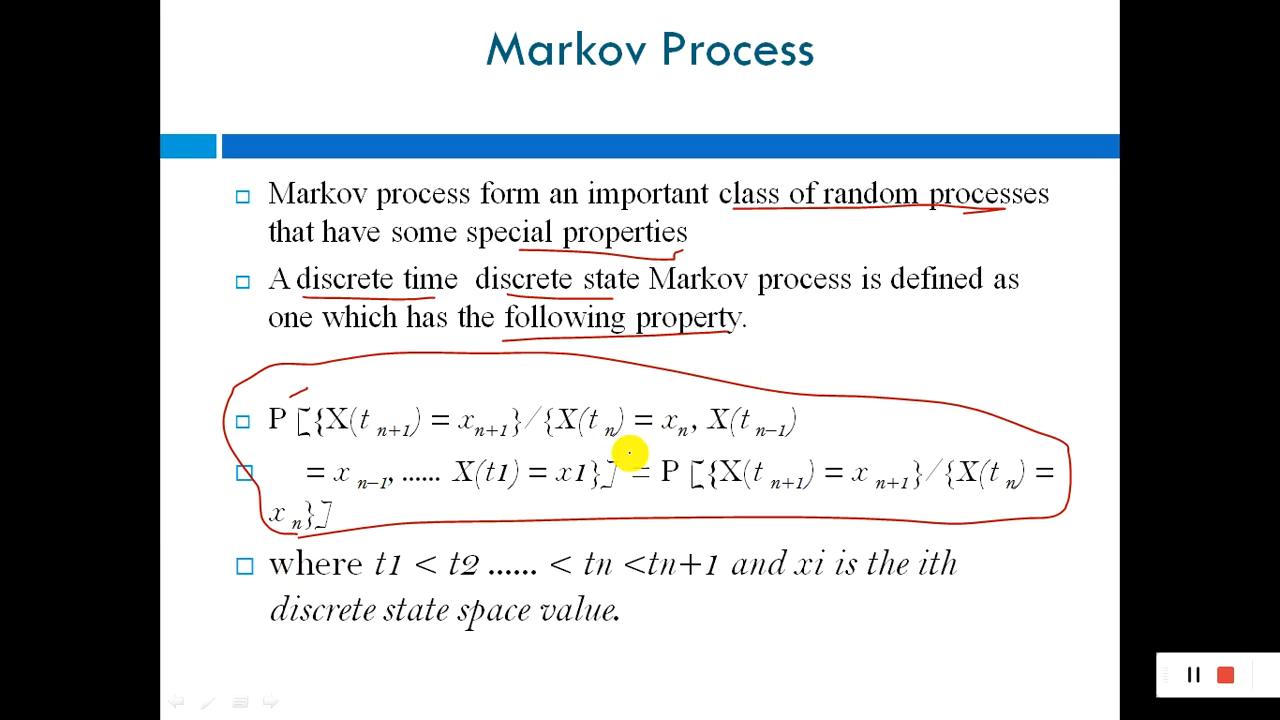 Markov Process
Markov process form an important class of random processes
that have some special properties
A discrete time discrete state Markov process is defined as
one which has the following property.
P [{X(t n+1) = xn+1}/{X(t n) = xn, X(t n−1)
= x n−1, ...... X(t1) = x1}] = P [{X(t n+1) = x n+1}/{X(t n) =
x n}]
where t1 < t2 ...... < tn <tn+1 and xi is the ith
discrete state space value.